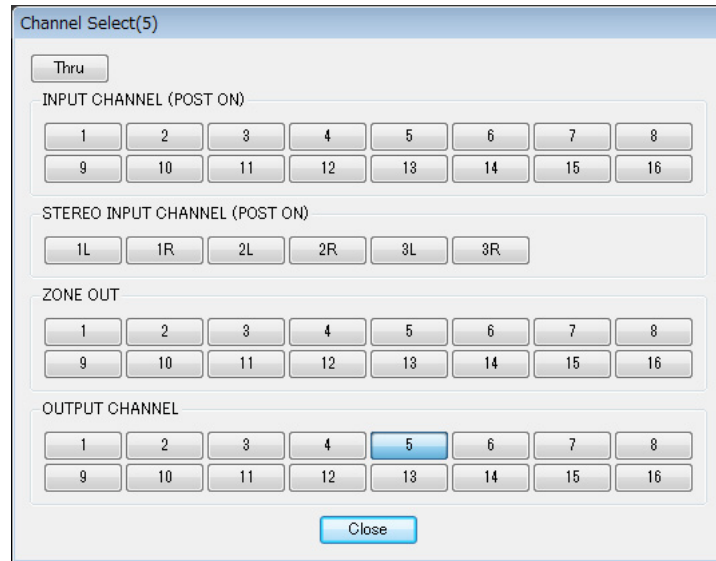 Channel Select(5)
Thru
INPUT CHANNEL (POST ON)
1 2 3 4 5 6 7 8
9 10 11 12 13 14 15 16
STEREO INPUT CHANNEL (POST ON)
1L 1R 2L 2R 3L 3R
ZONE OUT
1 2 3 4 5 6 7 8
9 10 11 12 13 14 15 16
OUTPUT CHANNEL
1 2 3 4 5 6 7 8
9 10 11 12 13 14 15 16
Close